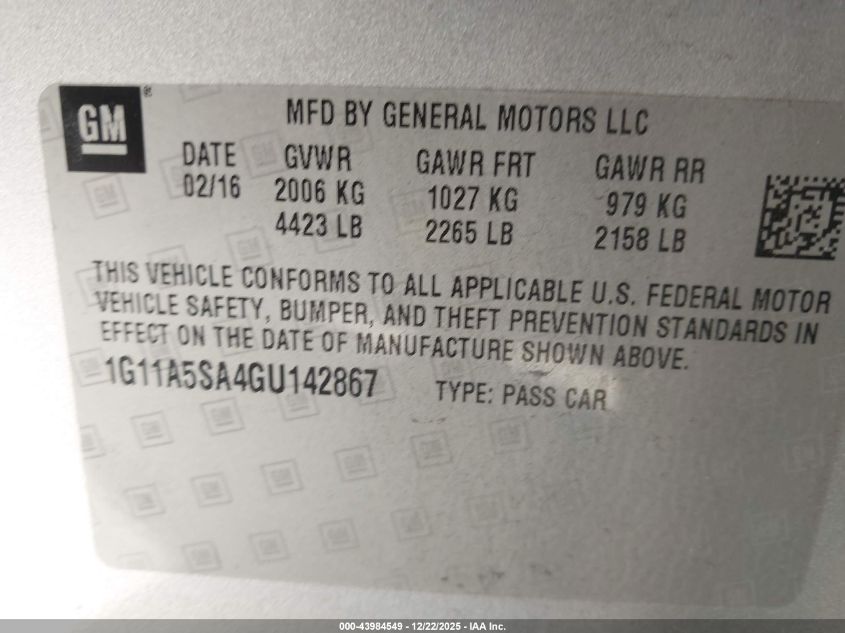 GM ® MFD BY GENERAL MOTORS LLC
DATE GVWR GAWR FRT GAWR RR
02/16 2006 KG 1027 KG 979 KG
4423 LB 2265 LB 2158 LB
THIS VEHICLE CONFORMS TO ALL APPLICABLE U.S. FEDERAL MOTOR
VEHICLE SAFETY, BUMPER, AND THEFT PREVENTION STANDARDS IN
EFFECT ON THE DATE OF MANUFACTURE SHOWN ABOVE.
1G11A5SA4GU142867 TYPE: PASS CAR
000-43984549 - 12/22/2025 - IAA Inc.